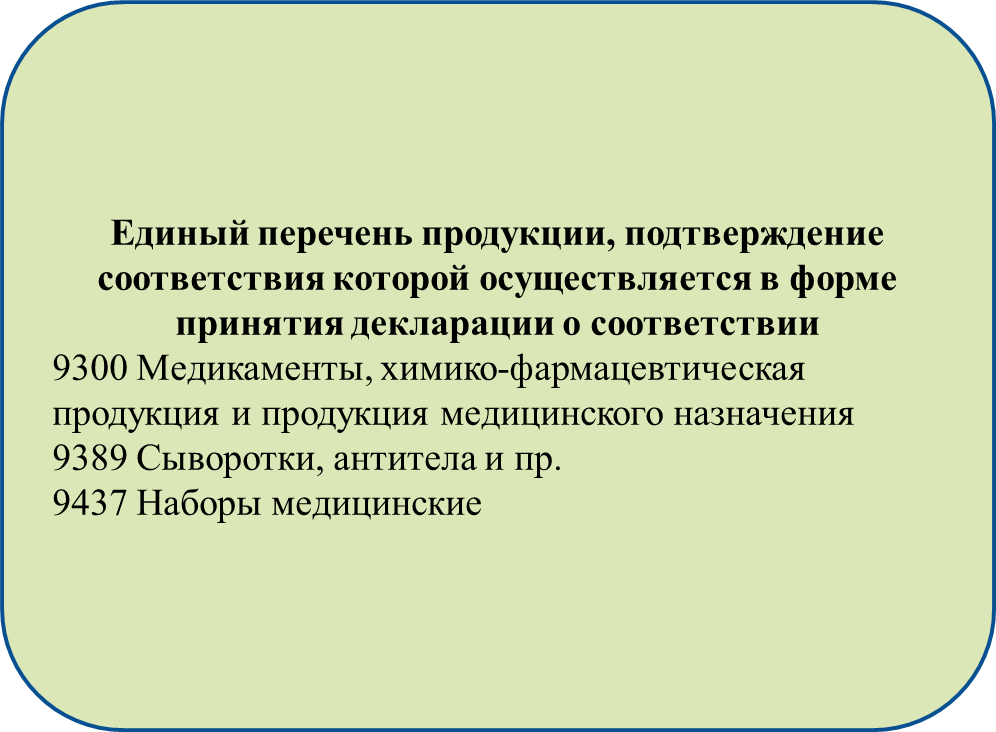 Единый перечень продукции, подтверждение
соответствия которой осуществляется в форме
принятия декларации о соответствии
9300 Медикаменты, химико-фармацевтическая
продукция и продукция медицинского назначения
9389 Сыворотки, антитела и пр.
9437 Наборы медицинские